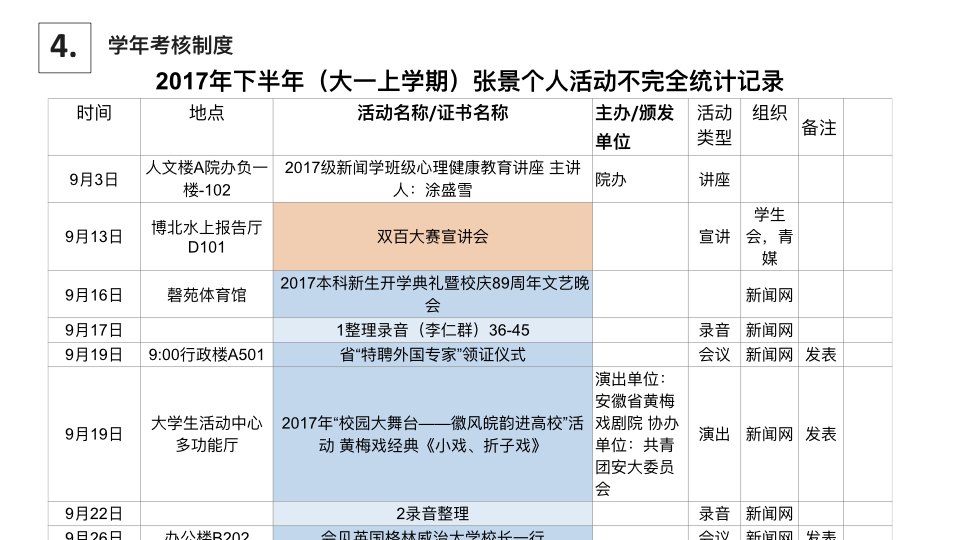 4.
学年考核制度
2017年下半年（大一上学期）张景个人活动不完全统计记录
时间 地点 活动名称/证书名称 主办/颁发 活动 组织 备注
单位 类型
9月3日 人文楼A院办负一 2017级新闻学班级心理健康教育讲座 主讲 院办 讲座
楼-102 人：涂盛雪
9月13日 博北水上报告厅 双百大赛宣讲会 宣讲 学生
D101 会，青
媒
9月16日 磬苑体育馆 2017本科新生开学典礼暨校庆89周年文艺晚 新闻网
会
9月17日 1整理录音（李仁群）36-45 录音 新闻网
9月19日 9:00行政楼A501 省“特聘外国专家”领证仪式 会议 新闻网 发表
9月19日 大学生活动中心 2017年“校园大舞台——徽风皖韵进高校”活 演出单位： 演出 新闻网 发表
多功能厅 动 黄梅戏经典《小戏、折子戏》 安徽省黄梅
戏剧院 协办
单位：共青
团安大委员
会
9月22日 2录音整理 录音 新闻网
9月26日 办公楼B202 会见英国格林威治大学校长一行 会议 新闻网 发表